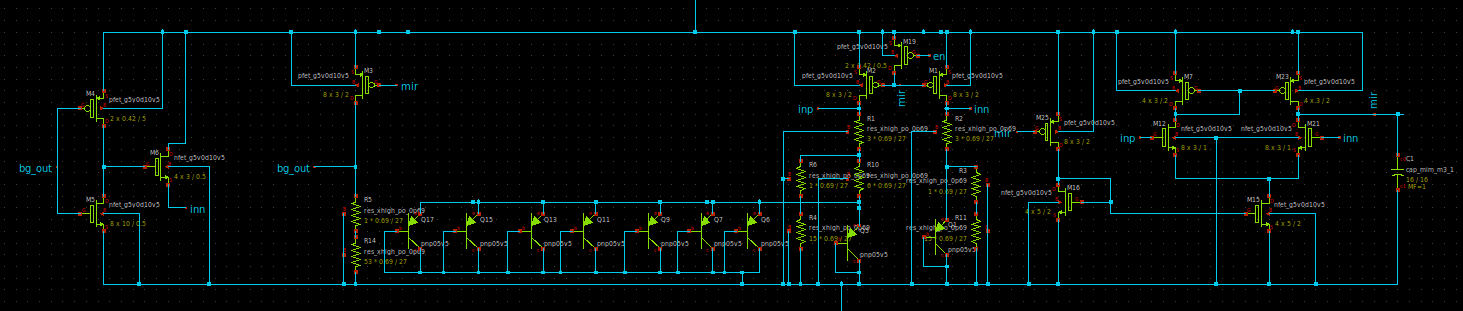 M19
pfet_g5v0d10v5
en
2 x 0.42 / 0.5
M4
pfet_g5v0d10v5
2 x 0.42 / 5
M3
pfet_g5v0d10v5
mir
8 x 3 / 2
M2
pfet_g5v0d10v5
8 x 3 / 2
mir
M1
pfet_g5v0d10v5
8 x 3 / 2
M7
pfet_g5v0d10v5
4 x 3 / 2
M23
pfet_g5v0d10v5
4 x 3 / 2
mir
inp
inn
R1
res_xhigh_po_0p69
3 * 0.69 / 27
R2
res_xhigh_po_0p69
3 * 0.69 / 27
mir
M25
pfet_g5v0d10v5
8 x 3 / 2
M12
inp
nfet_g5v0d10v5
8 x 3 / 1
M21
nfet_g5v0d10v5
inn
8 x 3 / 1
M6
nfet_g5v0d10v5
4 x 3 / 0.5
bg_out
bg_out
R6
res_xhigh_po_0p69
1 * 0.69 / 27
R10
res_xhigh_po_0p69
6 * 0.69 / 27
R3
res_xhigh_po_0p69
1 * 0.69 / 27
C1
cap_mim_m3_1
16 / 16
MF=1
M5
nfet_g5v0d10v5
8 x 10 / 0.5
inn
R5
res_xhigh_po_0p69
1 * 0.69 / 27
R14
res_xhigh_po_0p69
53 * 0.69 / 27
Q17
pnp05v5
Q15
pnp05v5
Q13
pnp05v5
Q11
pnp05v5
Q9
pnp05v5
Q7
pnp05v5
Q6
pnp05v5
R4
res_xhigh_po_0p69
15 * 0.69 / 27
pnp05v5
R11
res_xhigh_po_0p69
pnp05v5
M16
nfet_g5v0d10v5
4 x 5 / 2
M15
nfet_g5v0d10v5
4 x 5 / 2